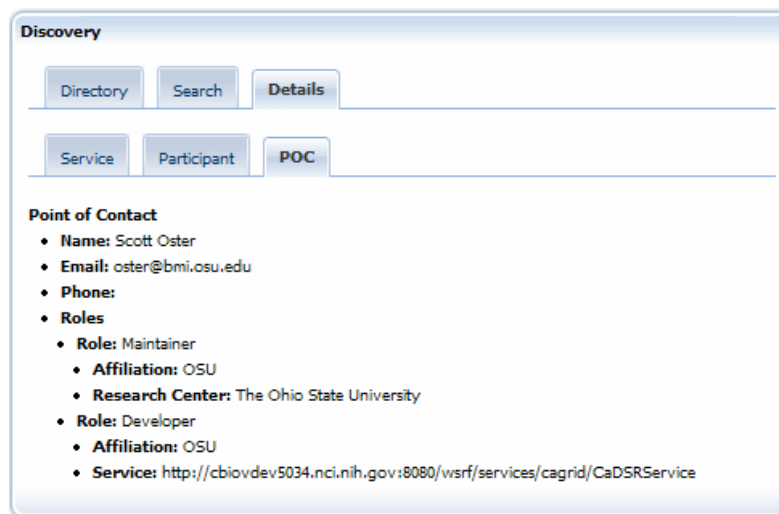 Discovery
Directory Search Details
Service Participant POC
Point of Contact
• Name: Scott Oster
• Email: oster@bmi.osu.edu
• Phone:
• Roles
• Role: Maintainer
• Affiliation: OSU
• Research Center: The Ohio State University
• Role: Developer
• Affiliation: OSU
• Service: http://cbiovdev5034.nci.nih.gov:8080/wsrf/services/cagrid/CaDSRService